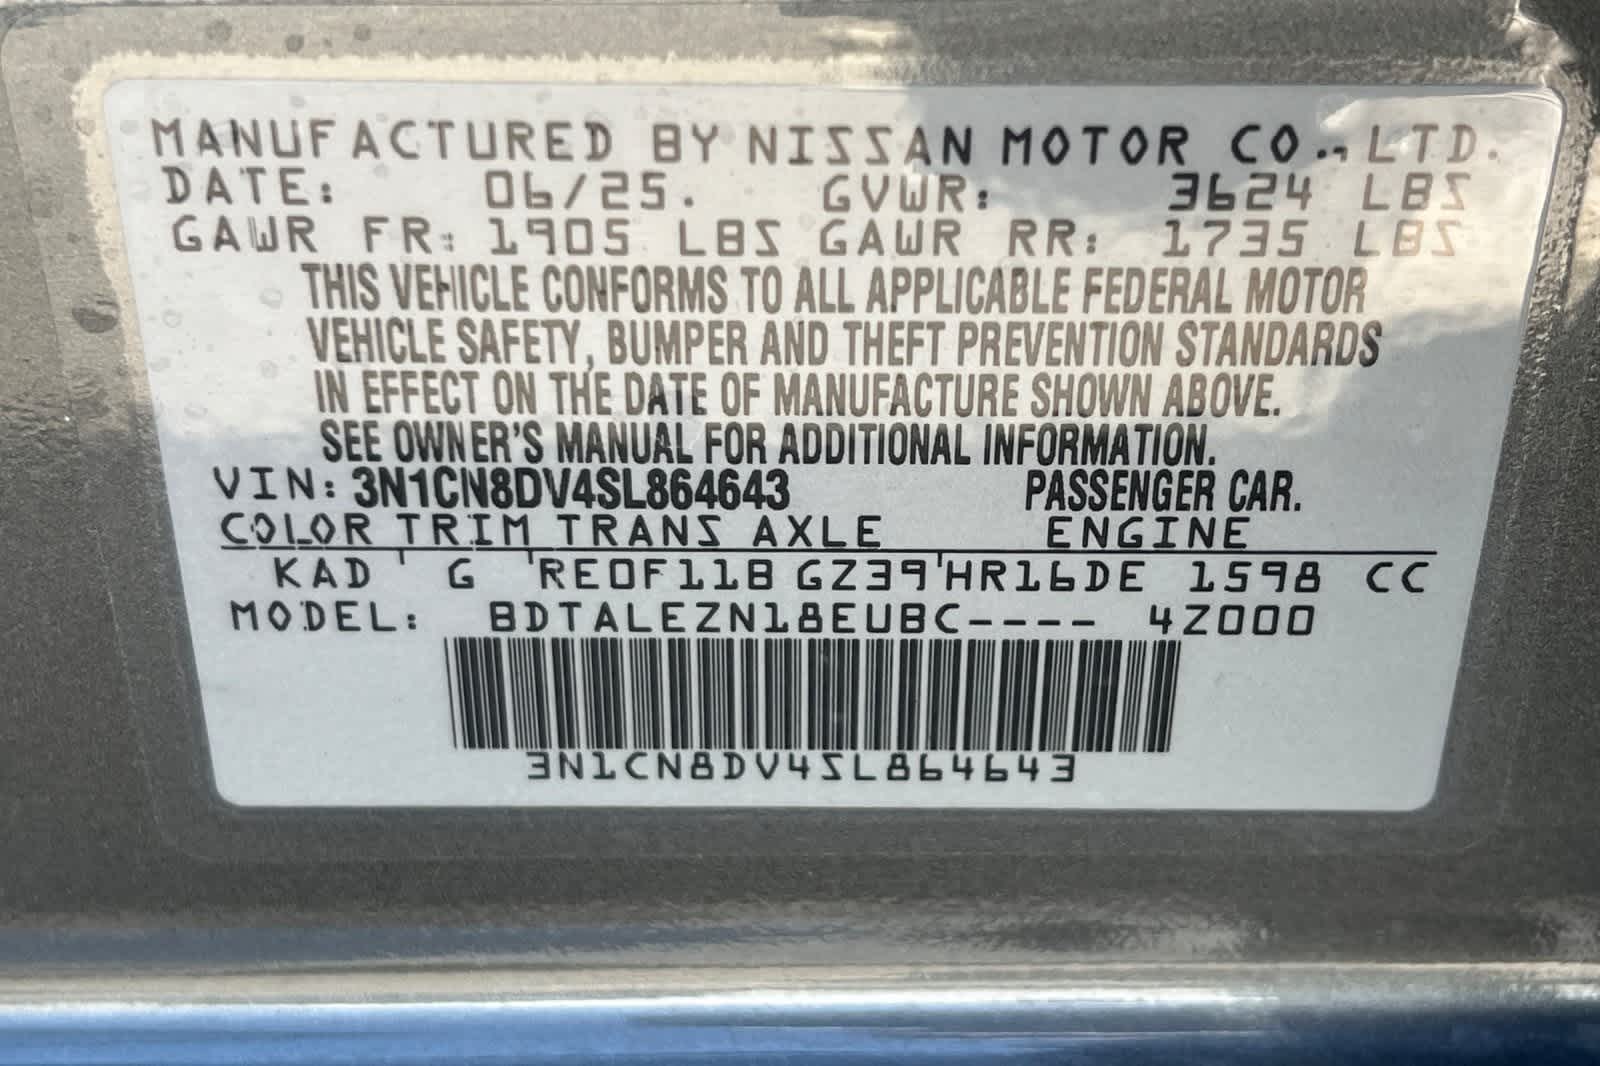 MANUFACTURED BY NISSAN MOTOR CO., LTD.
DATE: 06/25. GVWR: 3624 LBS
GAWR FR: 1905 LBS GAWR RR: 1735 LBS
THIS VEHICLE CONFORMS TO ALL APPLICABLE FEDERAL MOTOR
VEHICLE SAFETY, BUMPER AND THEFT PREVENTION STANDARDS
IN EFFECT ON THE DATE OF MANUFACTURE SHOWN ABOVE.
SEE OWNER'S MANUAL FOR ADDITIONAL INFORMATION.
VIN: 3N1CN8DV4SL864643 PASSENGER CAR.
COLOR TRIM TRANS AXLE ENGINE
KAD ' G 'RE0F11B GZ39'HR16DE 1598 CC
MODEL: BDTALEZN18EUBC---- 4Z000
3N1CN8DV4SL864643